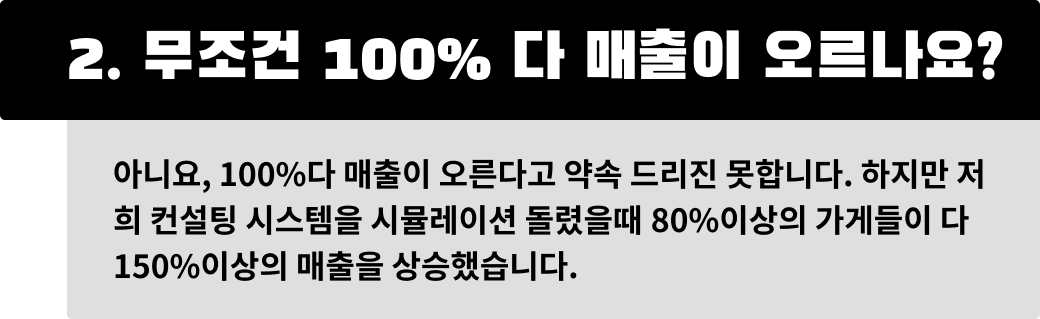 2. 무조건 100% 다 매출이 오르나요?
아니요, 100%다 매출이 오른다고 약속 드리진 못합니다. 하지만 저
희 컨설팅 시스템을 시뮬레이션 돌렸을때 80%이상의 가게들이 다
150%이상의 매출을 상승했습니다.